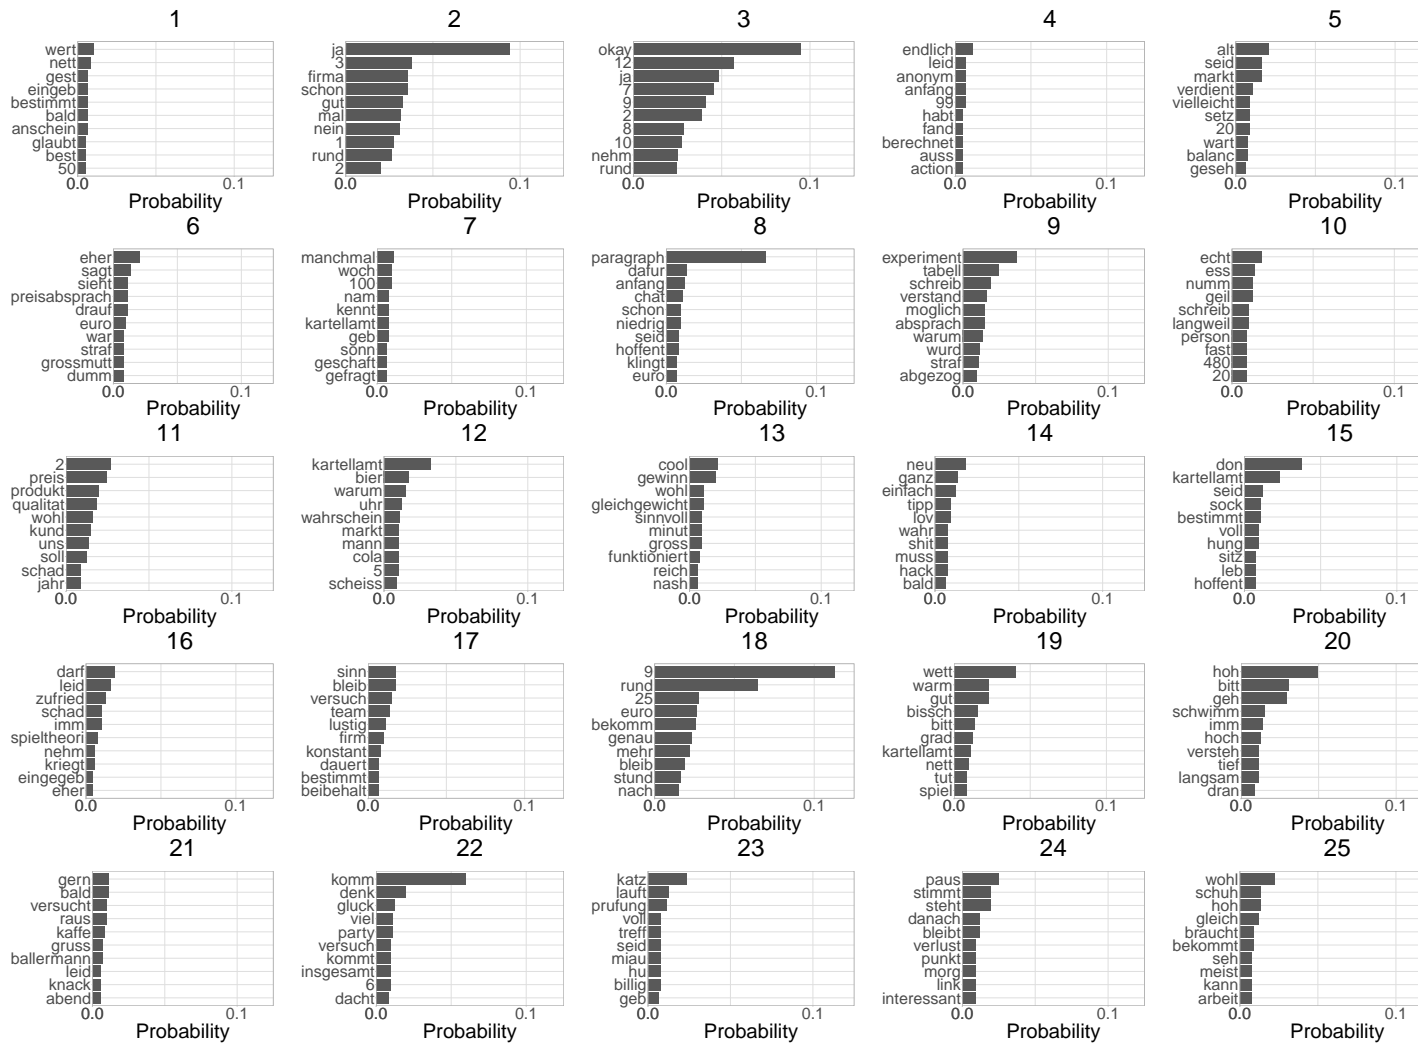 1
wert
nett
gest
eingeb
bestimmt
bald
anschein
glaubt
best
50
0.0 0.1
Probability
2
ja
3
firma
schon
gut
mal
nein
1
rund
2
0.0 0.1
Probability
3
okay
12
ja
7
9
2
8
10
nehm
rund
0.0 0.1
Probability
4
endlich
leid
anonym
anfang
99
habt
fand
berechnet
auss
action
0.0 0.1
Probability
5
alt
seid
markt
verdient
vielleicht
setz
20
wart
balanc
geseh
0.0 0.1
Probability
6
eher
sagt
sieht
preisabsprach
drauf
euro
war
straf
grossmutt
dumm
0.0 0.1
Probability
7
manchmal
woch
100
nam
kennt
kartellamt
geb
sonn
geschaft
gefragt
0.0 0.1
Probability
8
paragraph
dafur
anfang
chat
schon
niedrig
seid
hoffent
klingt
euro
0.0 0.1
Probability
9
experiment
tabell
schreib
verstand
moglich
absprach
warum
wurd
straf
abgezog
0.0 0.1
Probability
10
echt
ess
numm
geil
schreib
langweil
person
fast
480
20
0.0 0.1
Probability
11
2
preis
produkt
qualitat
wohl
kund
uns
soll
schad
jahr
0.0 0.1
Probability
12
kartellamt
bier
warum
uhr
wahrschein
markt
mann
cola
5
scheiss
0.0 0.1
Probability
13
cool
gewinn
wohl
gleichgewicht
sinnvoll
minut
gross
funktioniert
reich
nash
0.0 0.1
Probability
14
neu
ganz
einfach
tipp
lov
wahr
shit
muss
hack
bald
0.0 0.1
Probability
15
don
kartellamt
seid
sock
bestimmt
voll
hung
sitz
leb
hoffent
0.0 0.1
Probability
16
darf
leid
zufried
schad
imm
spieltheori
nehm
kriegt
eingegeb
ener
0.0 0.1
Probability
17
sinn
bleib
versuch
team
lustig
firm
konstant
dauert
bestimmt
beibehalt
0.0 0.1
Probability
18
9
rund
25
euro
bekomm
genau
mehr
bleib
stund
nach
0.0 0.1
Probability
19
wett
warm
gut
bissch
bitt
grad
kartellamt
nett
tut
spiel
0.0 0.1
Probability
20
hoh
bitt
geh
schwimm
imm
hoch
versteh
tief
langsam
dran
0.0 0.1
Probability
21
gern
bald
versucht
raus
kaffe
gruss
ballermann
leid
knack
abend
0.0 0.1
Probability
22
komm
denk
gluck
viel
party
versuch
kommt
insgesamt
6
dacht
0.0 0.1
Probability
23
katz
lauft
prufung
voll
treff
seid
miau
hu
billig
geb
0.0 0.1
Probability
24
paus
stimmt
steht
danach
bleibt
verlust
punkt
morg
link
interessant
0.0 0.1
Probability
25
wohl
schuh
hoh
gleich
braucht
bekommt
seh
meist
kann
arbeit
0.0 0.1
Probability